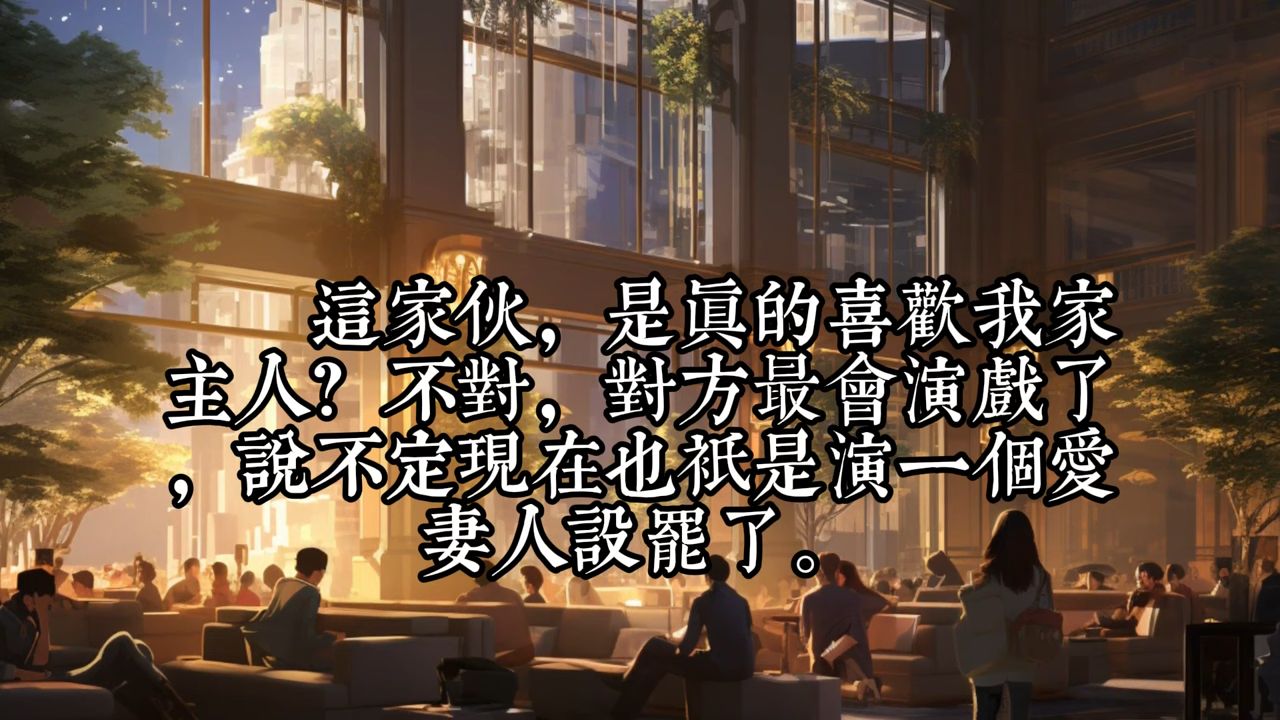 這家伙，是眞的喜歡我家
主人？不對，對方最會演戲了
，說不定現在也衹是演一個愛
妻人設罷了。